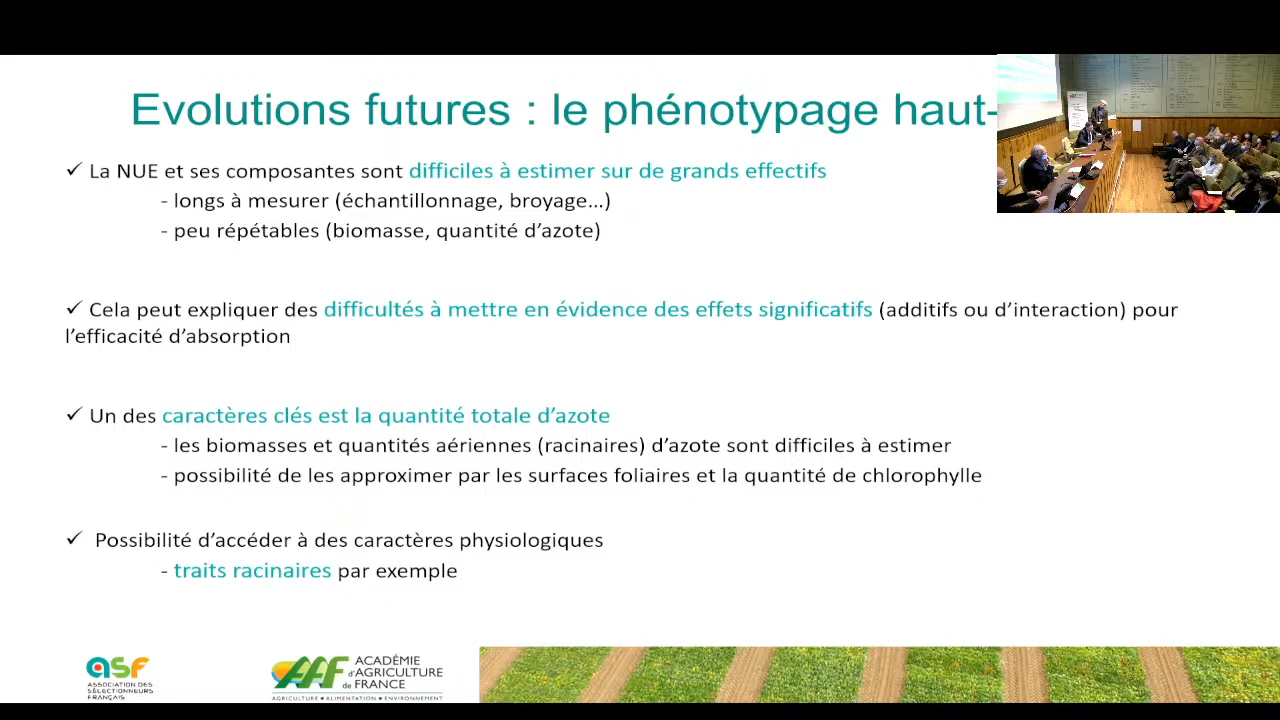 Evolutions futures : le phénotypage haut-
✓ La NUE et ses composantes sont difficiles à estimer sur de grands effectifs
- longs à mesurer (échantillonnage, broyage...)
- peu répétables (biomasse, quantité d'azote)
✓ Cela peut expliquer des difficultés à mettre en évidence des effets significatifs (additifs ou d'interaction) pour
l'efficacité d'absorption
✓ Un des caractères clés est la quantité totale d'azote
- les biomasses et quantités aériennes (racinaires) d'azote sont difficiles à estimer
- possibilité de les approximer par les surfaces foliaires et la quantité de chlorophylle
✓ Possibilité d'accéder à des caractères physiologiques
- traits racinaires par exemple
asf
ASSOCIATION DES
SÉLECTIONNEURS
FRANÇAIS
AAF
ACADÉMIE
d'AGRICULTURE
de FRANCE
AGRICULTURE ■ ALIMENTATION ■ ENVIRONNEMENT